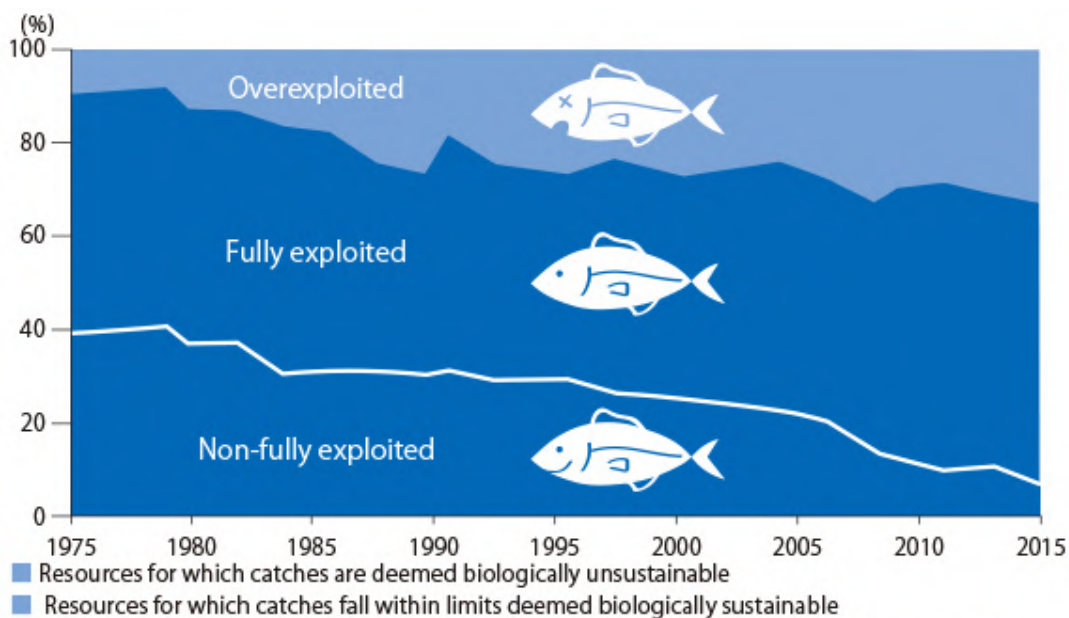 (%)
100
Overexploited
80
60
Fully exploited
40
20
Non-fully exploited
0
1975 1980 1985 1990 1995 2000 2005 2010 2015
Resources for which catches are deemed biologically unsustainable
Resources for which catches fall within limits deemed biologically sustainable